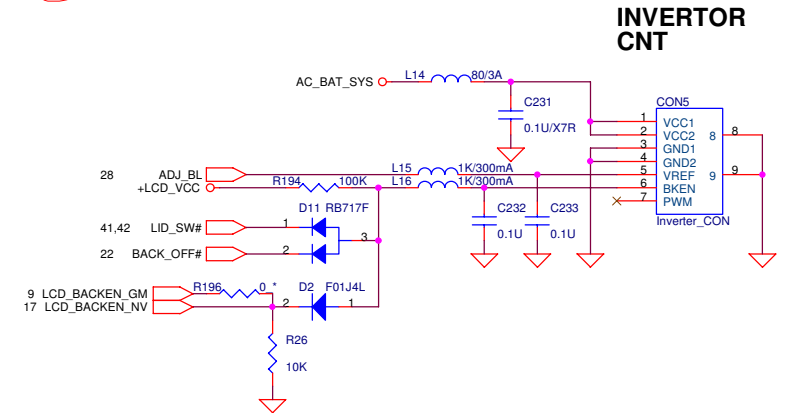 INVERTOR
CNT
AC_BAT_SYS L14 80/3A
C231
0.1U/X7R
CON5
1 VCC1
2 VCC2 8 8
3 GND1
4 GND2
5 VREF 9 9
6 BKEN
7 PWM
Inverter_CON
28 ADJ_BL L15 1K/300mA
+LCD_VCC R194 100K L16 1K/300mA
C232 C233
0.1U 0.1U
D11 RB717F
41,42 LID_SW# 1
3
22 BACK_OFF# 2
9 LCD_BACKEN_GM R196 0_* D2 F01J4L
17 LCD_BACKEN_NV 2 1
R26
10K